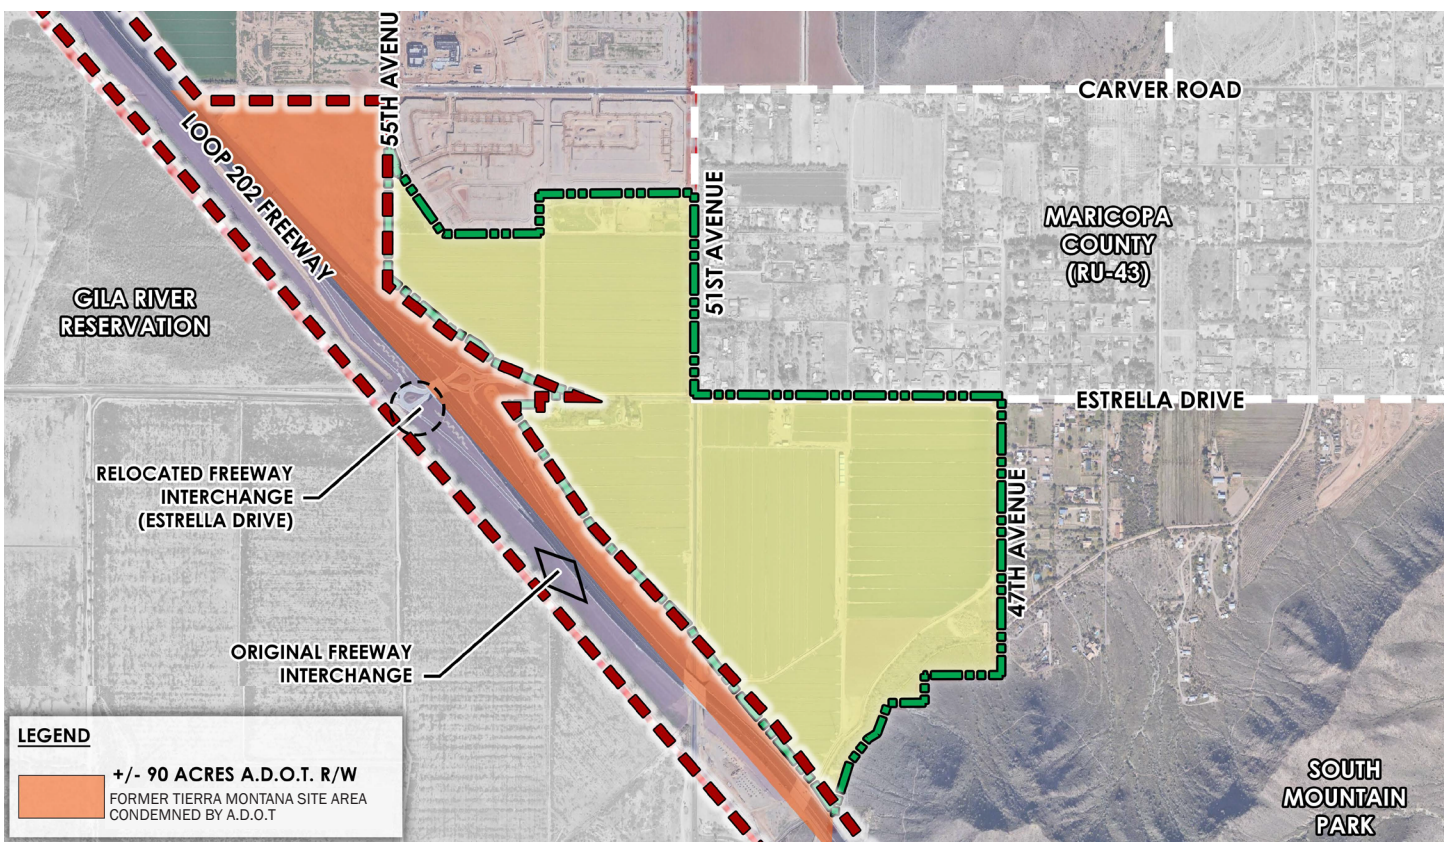 55TH AVENU
CARVER ROAD
LOOP 202 FREEWAY
51ST AVENUE
MARICOPA
COUNTY
(RU-43)
GILA RIVER
RESERVATION
ESTRELLA DRIVE
RELOCATED FREEWAY
INTERCHANGE
(ESTRELLA DRIVE)
47TH AVENUE
ORIGINAL FREEWAY
INTERCHANGE
LEGEND
+/- 90 ACRES A.D.O.T. R/W
FORMER TIERRA MONTANA SITE AREA
CONDEMNED BY A.D.O.T
SOUTH
MOUNTAIN
PARK